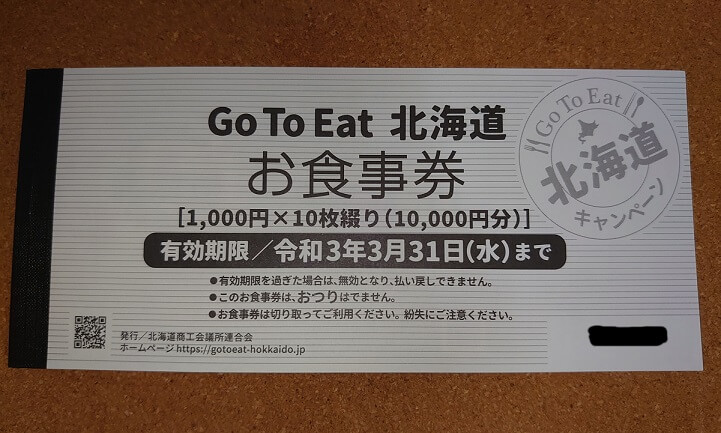 Go To Eat 北海道
お食事券
[1,000円×10枚綴り(10,000円分)]
有効期限/令和3年3月31日(水)まで
●有効期限を過ぎた場合は、無効となり、払い戻しできません。
●このお食事券は、おつりはでません。
●お食事券は切り取ってご利用ください。紛失にご注意ください。
発行/北海道商工会議所連合会
ホームページ https://gotoeat-hokkaido.jp
Go To Eat
北海道
キャンペーン